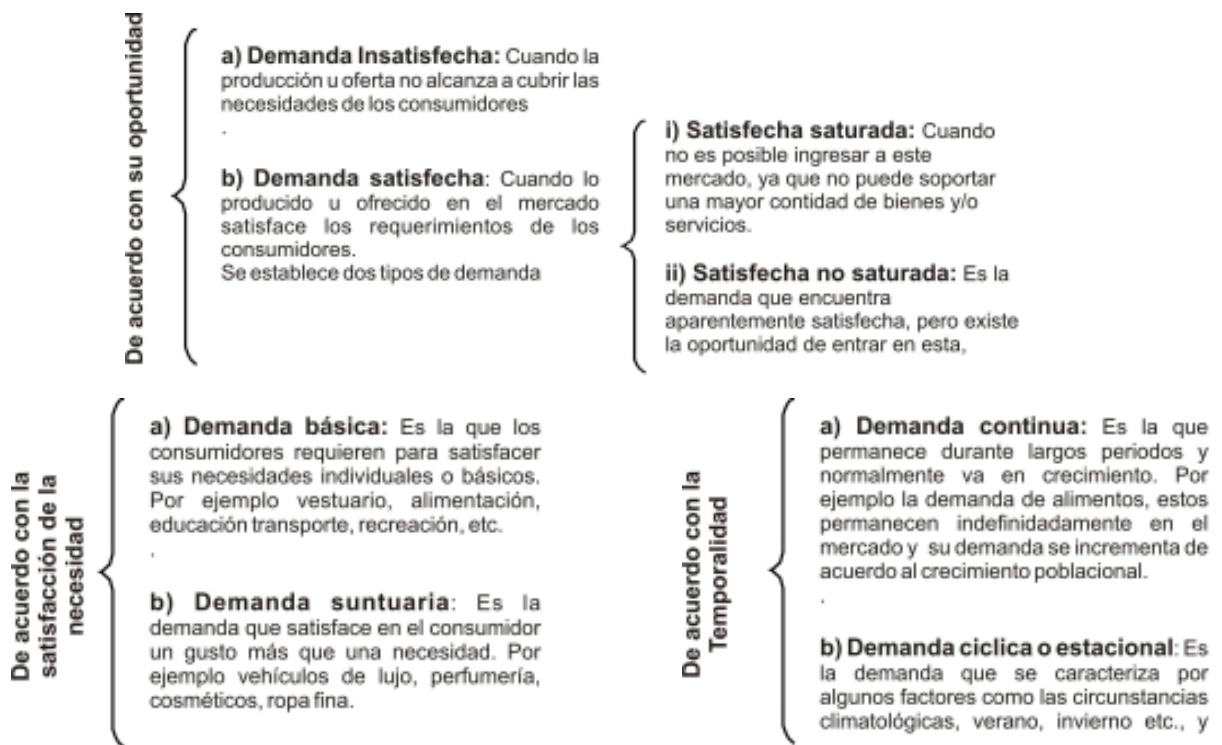 De acuerdo con su oportunidad
a) Demanda Insatisfecha: Cuando la
producción u oferta no alcanza a cubrir las
necesidades de los consumidores
.
b) Demanda satisfecha: Cuando lo
producido u ofrecido en el mercado
satisface los requerimientos de los
consumidores.
Se establece dos tipos de demanda
i) Satisfecha saturada: Cuando
no es posible ingresar a este
mercado, ya que no puede soportar
una mayor contidad de bienes y/o
servicios.
ii) Satisfecha no saturada: Es la
demanda que encuentra
aparentemente satisfecha, pero existe
la oportunidad de entrar en esta,
De acuerdo con la
satisfacción de la
necesidad
a) Demanda básica: Es la que los
consumidores requieren para satisfacer
sus necesidades individuales o básicos.
Por ejemplo vestuario, alimentación,
educación transporte, recreación, etc.
.
b) Demanda suntuaria: Es la
demanda que satisface en el consumidor
un gusto más que una necesidad. Por
ejemplo vehículos de lujo, perfumería,
cosméticos, ropa fina.
De acuerdo con la
Temporalidad
a) Demanda continua: Es la que
permanece durante largos periodos y
normalmente va en crecimiento. Por
ejemplo la demanda de alimentos, estos
permanecen indefinidadamente en el
mercado y su demanda se incrementa de
acuerdo al crecimiento poblacional.
.
b) Demanda ciclica o estacional: Es
la demanda que se caracteriza por
algunos factores como las circunstancias
climatológicas, verano, invierno etc., y